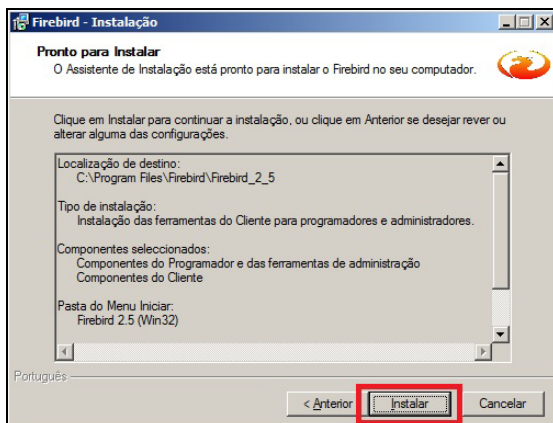 Firebird - Instalação
Pronto para Instalar
O Assistente de Instalação está pronto para instalar o Firebird no seu computador.
Clique em Instalar para continuar a instalação, ou clique em Anterior se desejar rever ou
alterar alguma das configurações.
Localização de destino:
C:\Program Files\Firebird\Firebird_2_5
Tipo de instalação:
Instalação das ferramentas do Cliente para programadores e administradores.
Componentes seleccionados:
Componentes do Programador e das ferramentas de administração
Componentes do Cliente
Pasta do Menu Iniciar:
Firebird 2.5 (Win32)
Português
< Anterior
Instalar
Cancelar